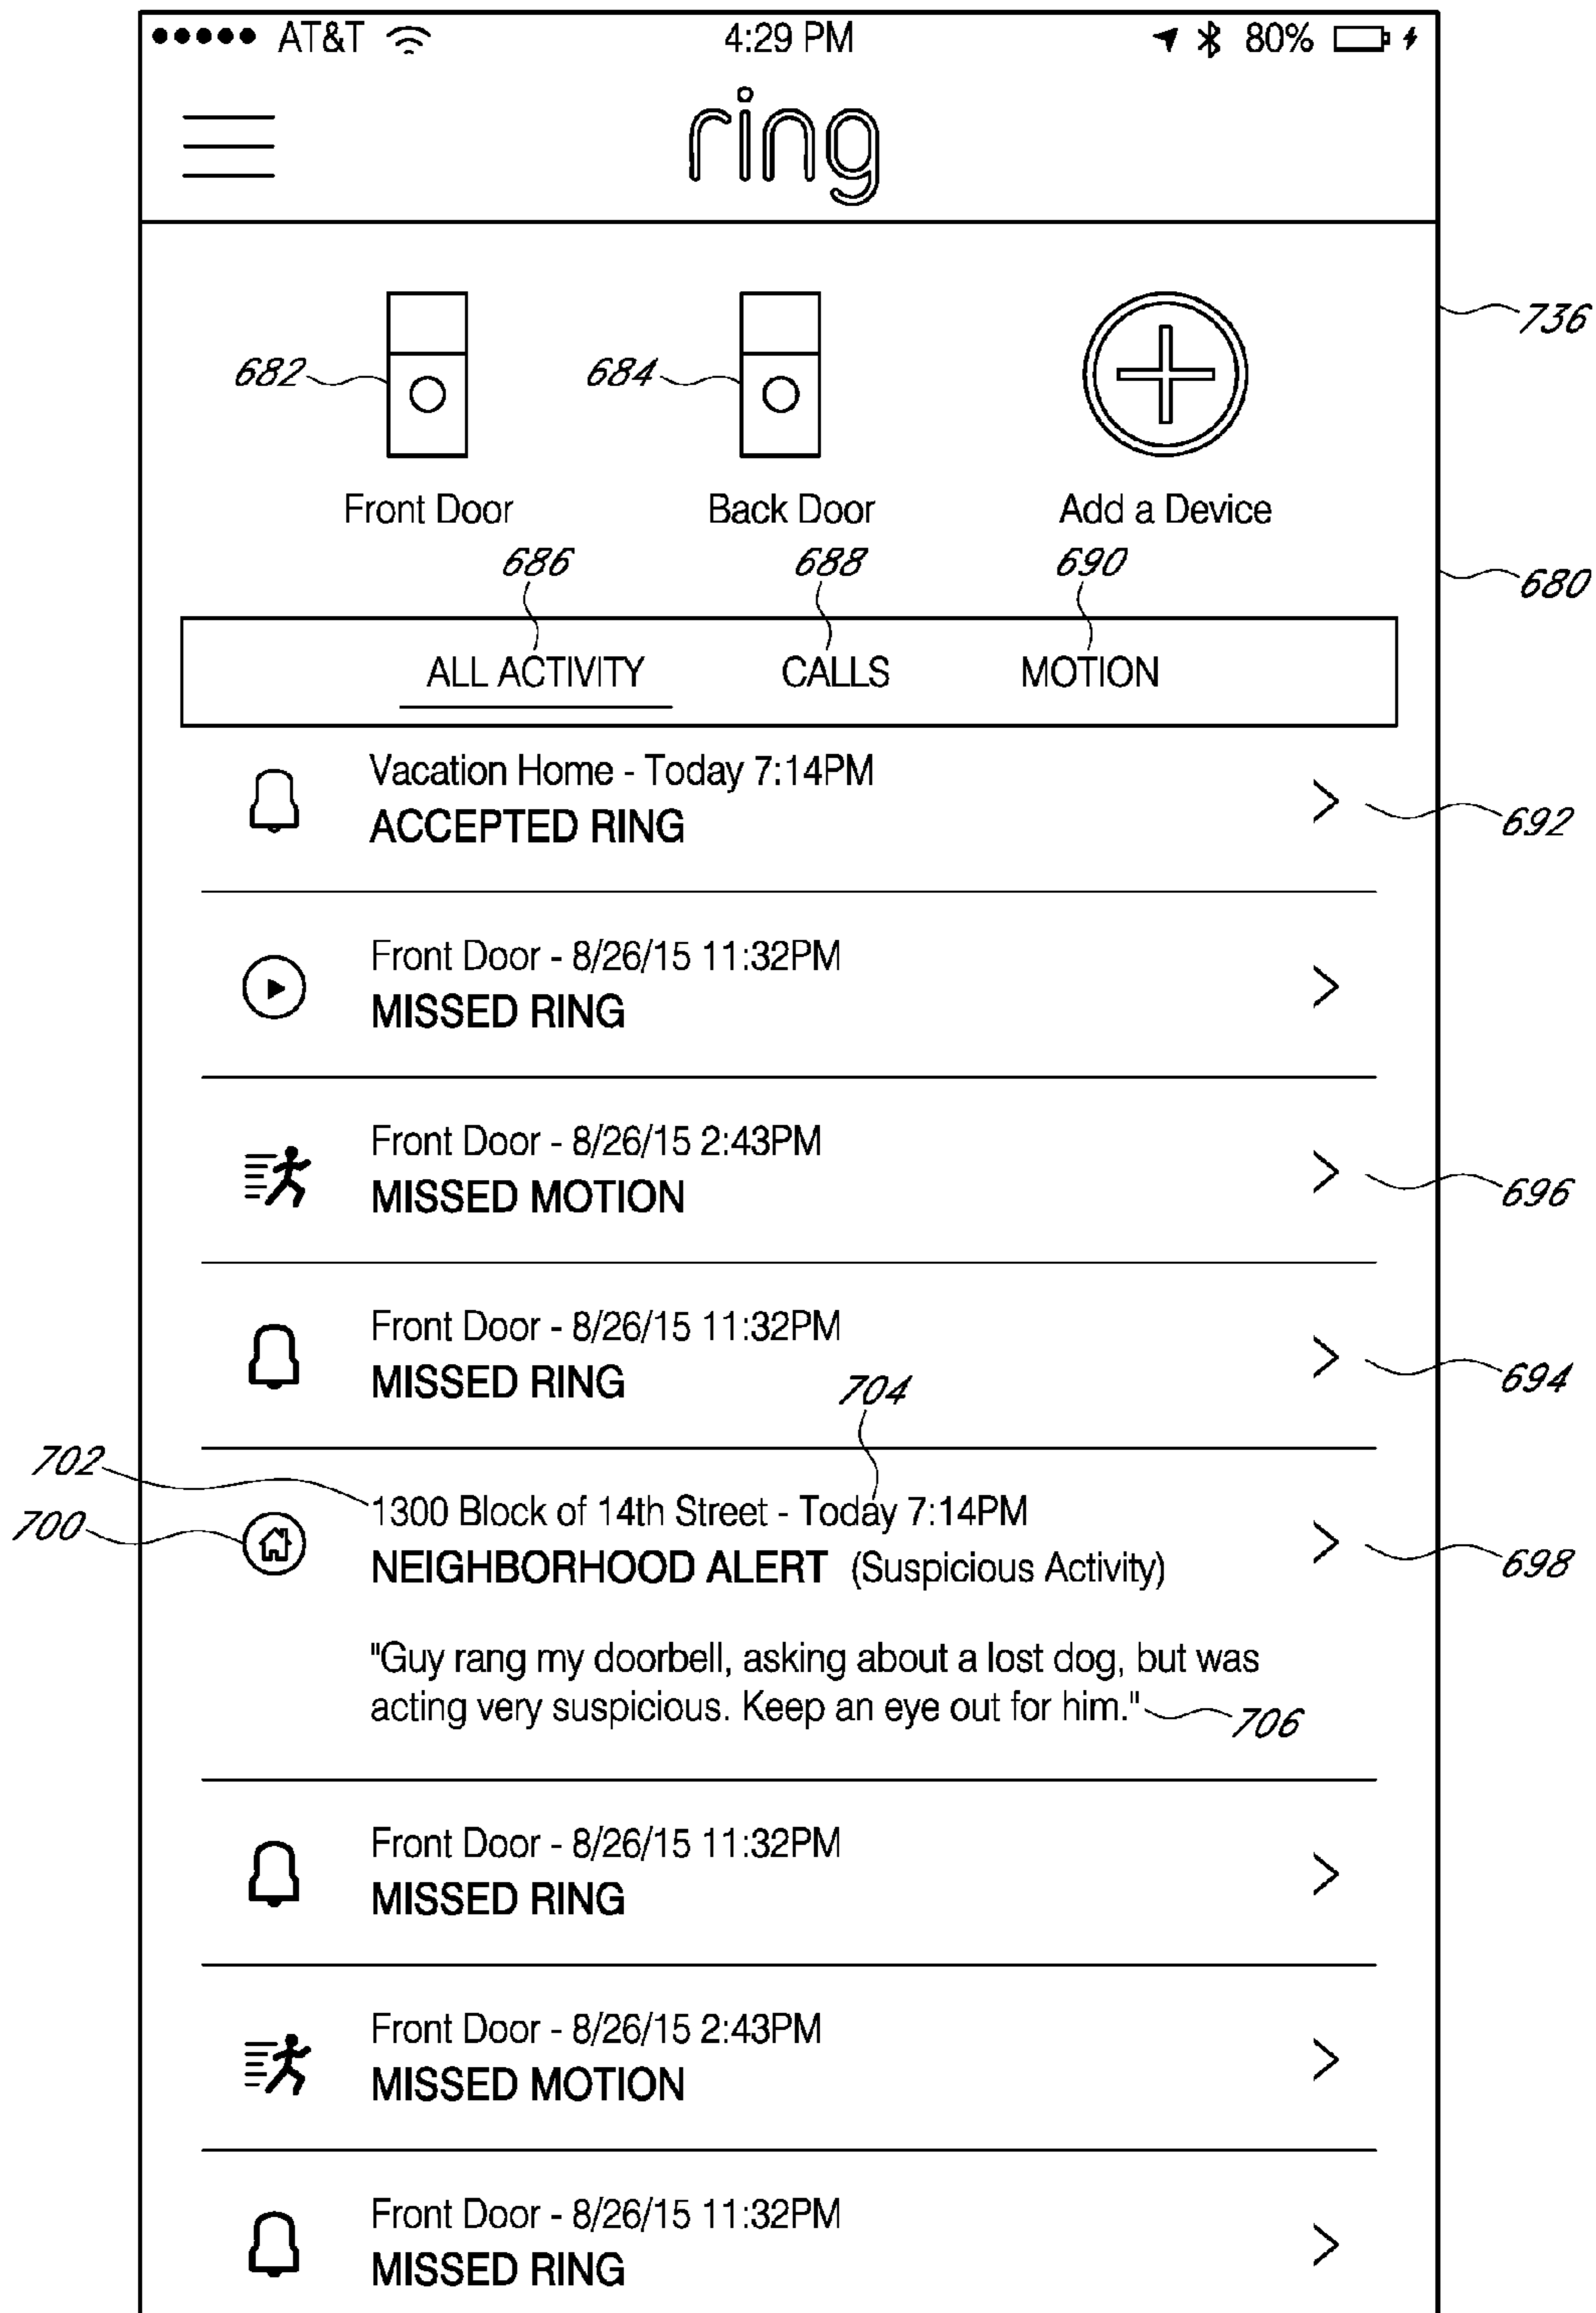 AT&T 4:29 PM 80%
ring
736
682 684
Front Door Back Door Add a Device
686 688 690
680
ALL ACTIVITY CALLS MOTION
Vacation Home - Today 7:14PM
ACCEPTED RING
692
Front Door - 8/26/15 11:32PM
MISSED RING
Front Door - 8/26/15 2:43PM
MISSED MOTION
696
Front Door - 8/26/15 11:32PM
MISSED RING
694
704
702
1300 Block of 14th Street - Today 7:14PM
700
NEIGHBORHOOD ALERT (Suspicious Activity)
698
"Guy rang my doorbell, asking about a lost dog, but was
acting very suspicious. Keep an eye out for him."
706
Front Door - 8/26/15 11:32PM
MISSED RING
Front Door - 8/26/15 2:43PM
MISSED MOTION
Front Door - 8/26/15 11:32PM
MISSED RING